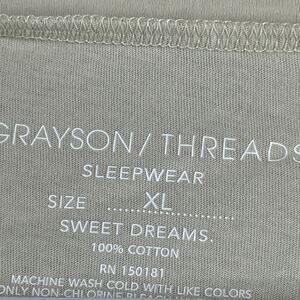 GRAYSON / THREADS
SLEEPWEAR
SIZE XL
SWEET DREAMS.
100% COTTON
RN 150181
MACHINE WASH COLD WITH LIKE COLORS
ONLY NON-CHLORINE BLEACH